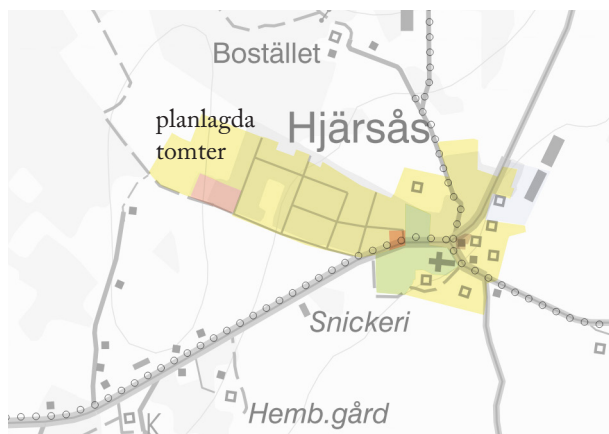 Bostället
planlagda
tomter
Hjärsås
Snickeri
Hemb.gård
K